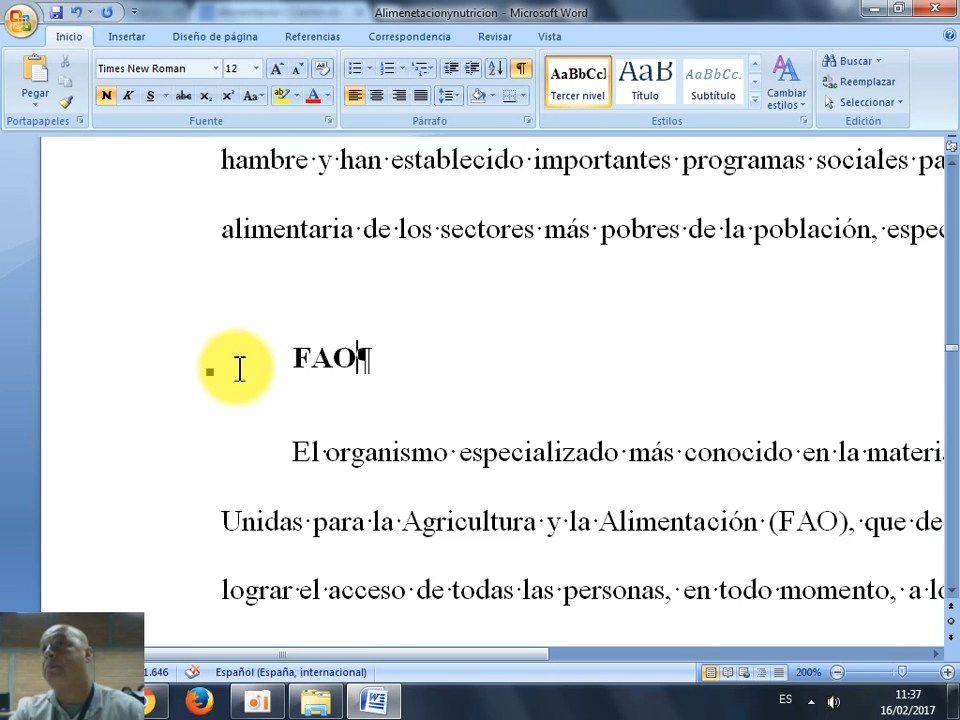 Alimenetacionynutricion - Microsoft Word
Inicio Insertar Diseño de página Referencias Correspondencia Revisar Vista
Pegar
Times New Roman 12
N K S abc x₂ x² Aa
AaBbCcI AaB AaBbCc.
Tercer nivel Título Subtítulo
Cambiar estilos
Buscar
Reemplazar
Seleccionar
Portapapeles Fuente Párrafo Estilos Edición
hambre y han establecido importantes programas sociales pa
alimentaria de los sectores más pobres de la población, espec
FAO¶
El organismo especializado más conocido en la materi
Unidas para la Agricultura y la Alimentación (FAO), que de
lograr el acceso de todas las personas, en todo momento, a lo
1.646 Español (España, internacional) 200%
ES 11:37
16/02/2017